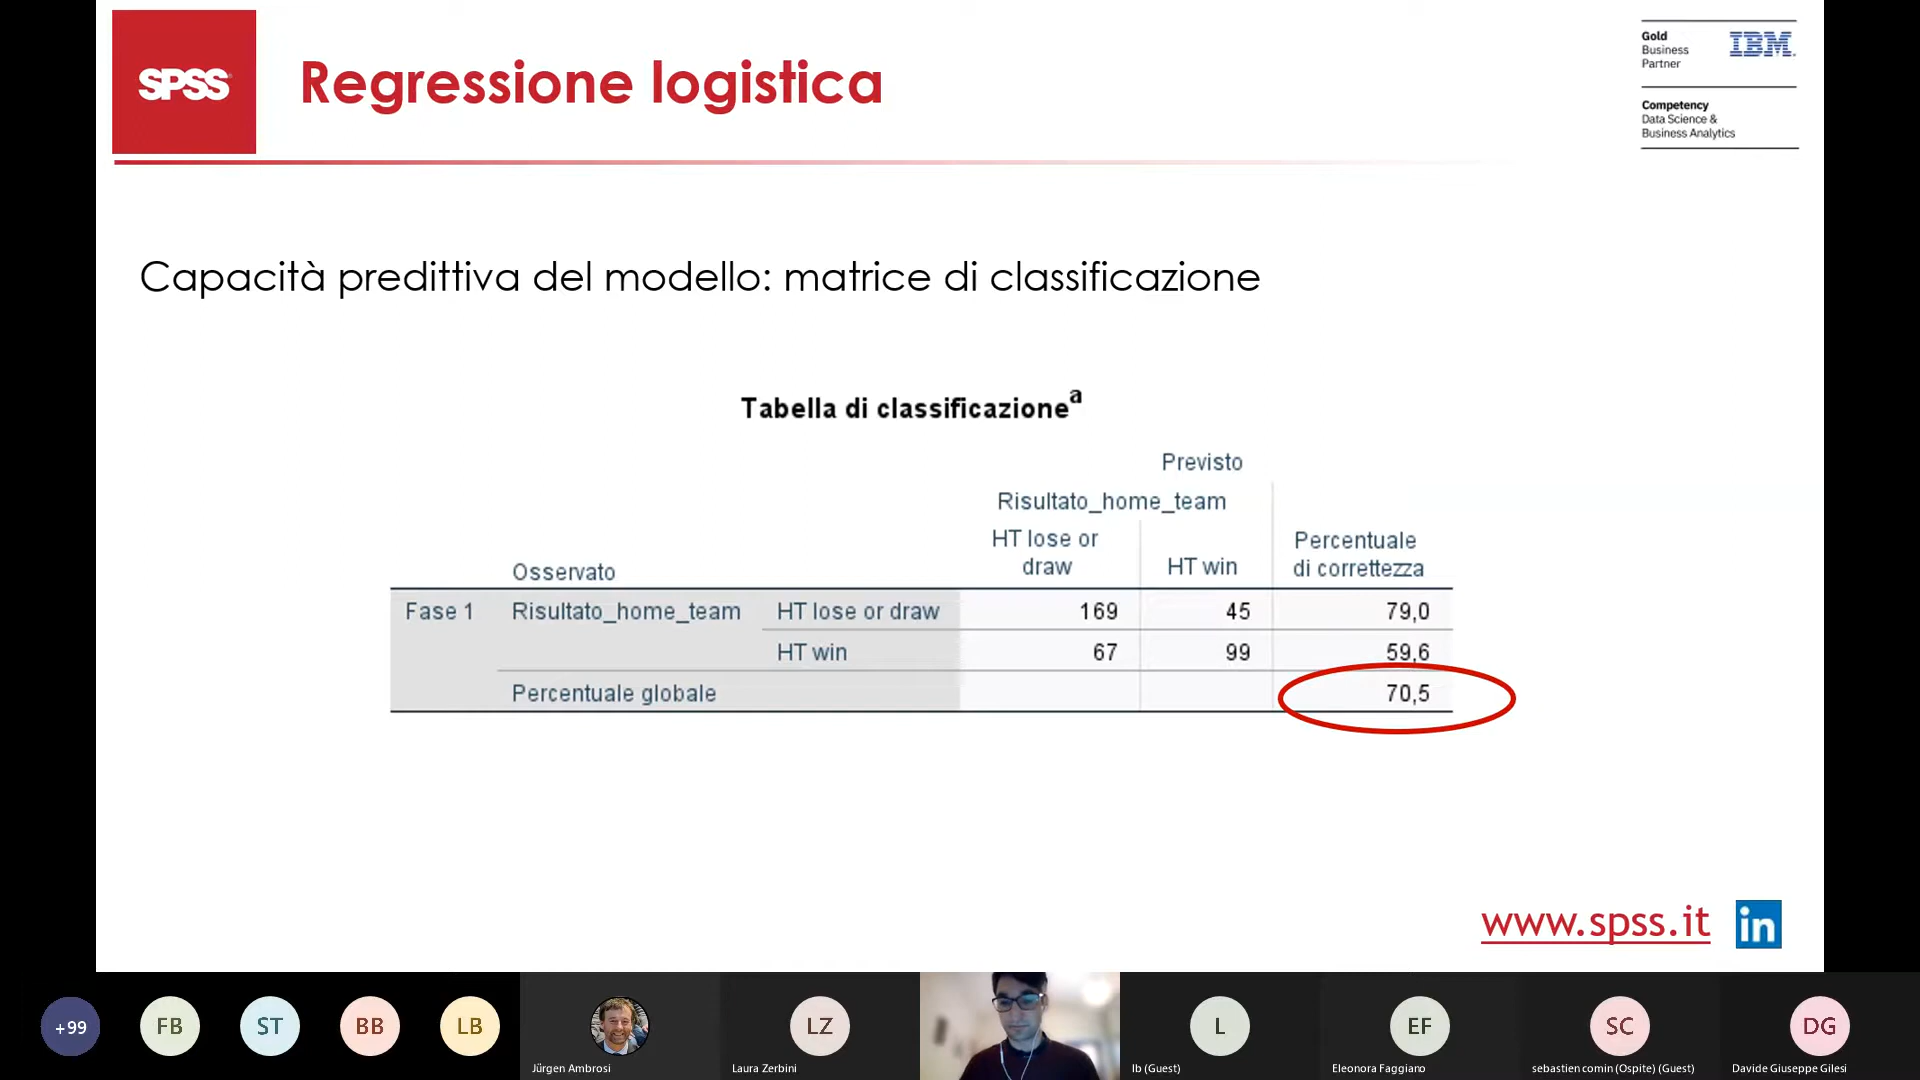 SPSS
Regressione logistica
Gold
Business
Partner
IBM
Competency
Data Science &
Business Analytics
Capacità predittiva del modello: matrice di classificazione
Tabella di classificazione^a
Previsto
Risultato_home_team
Osservato
HT lose or
draw
HT win
Percentuale
di correttezza
Fase 1 Risultato_home_team HT lose or draw 169 45 79,0
HT win 67 99 59,6
Percentuale globale 70,5
www.spss.it
in
+99 FB ST BB LB LZ L EF SC DG
Jürgen Ambrosi Laura Zerbini lb (Guest) Eleonora Faggiano sebastien comin (Ospite) (Guest) Davide Giuseppe Gilesi